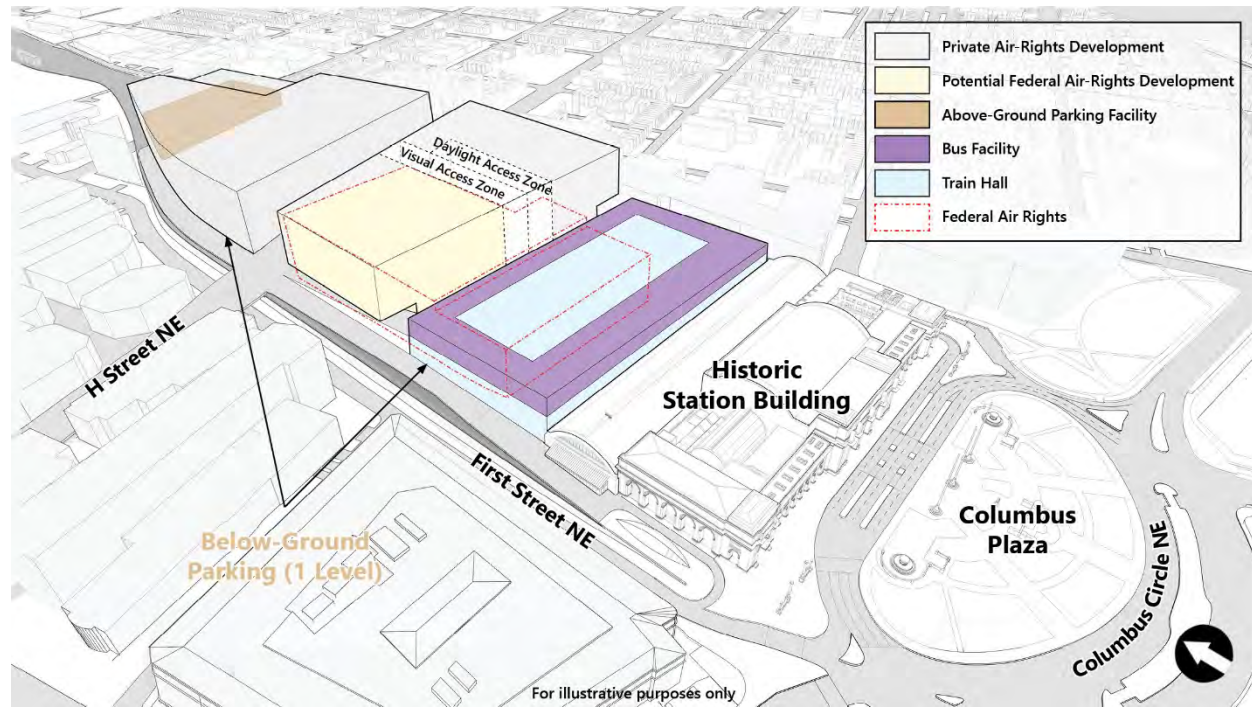 Private Air-Rights Development
Potential Federal Air-Rights Development
Above-Ground Parking Facility
Bus Facility
Train Hall
Federal Air Rights
Daylight Access Zone
Visual Access Zone
H Street NE
Historic
Station Building
First Street NE
Columbus
Plaza
Columbus Circle NE
Below-Ground
Parking (1 Level)
For illustrative purposes only